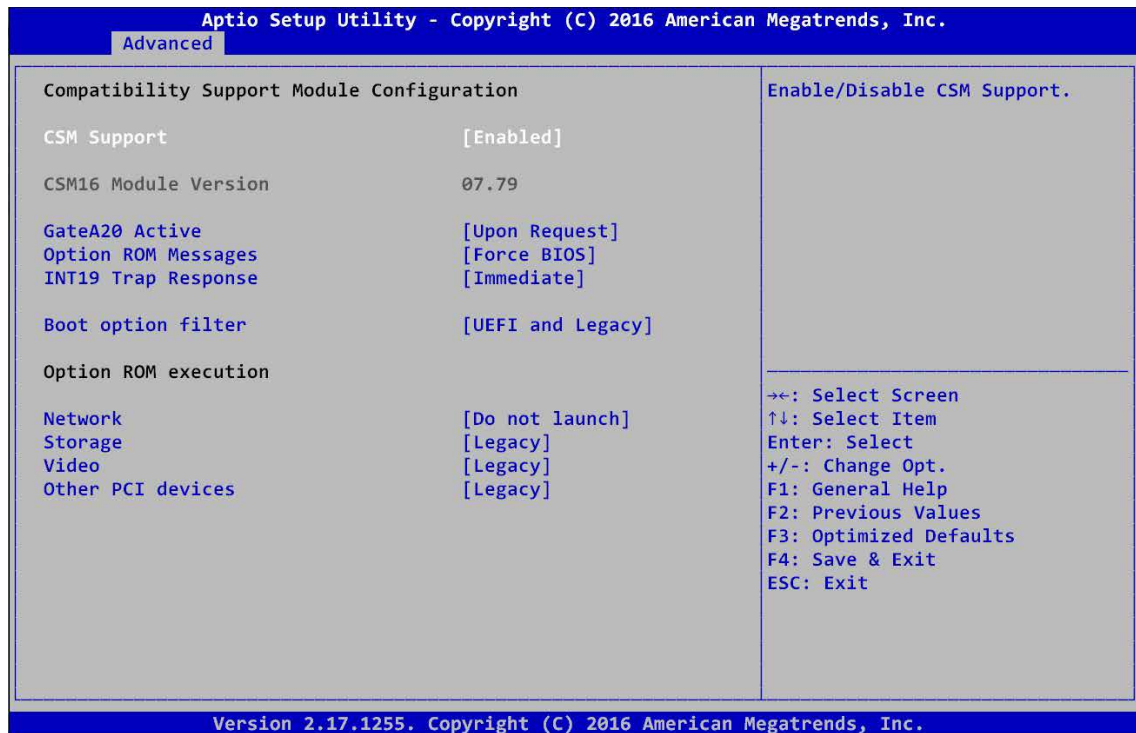 Aptio Setup Utility - Copyright (C) 2016 American Megatrends, Inc.
Advanced
Compatibility Support Module Configuration
CSM Support [Enabled]
CSM16 Module Version 07.79
GateA20 Active [Upon Request]
Option ROM Messages [Force BIOS]
INT19 Trap Response [Immediate]
Boot option filter [UEFI and Legacy]
Option ROM execution
Network [Do not launch]
Storage [Legacy]
Video [Legacy]
Other PCI devices [Legacy]
Enable/Disable CSM Support.
→←: Select Screen
↑↓: Select Item
Enter: Select
+/-: Change Opt.
F1: General Help
F2: Previous Values
F3: Optimized Defaults
F4: Save & Exit
ESC: Exit
Version 2.17.1255. Copyright (C) 2016 American Megatrends, Inc.